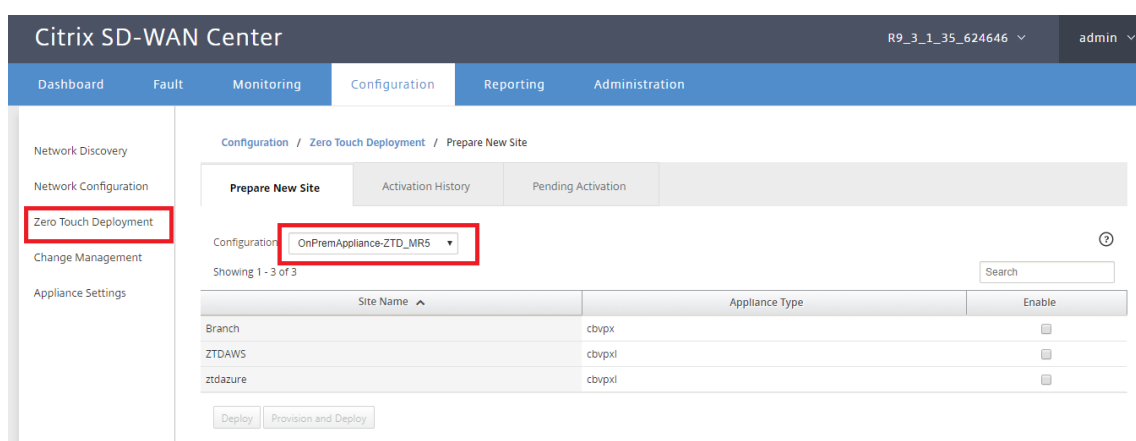 Citrix SD-WAN Center R9_3_1_35_624646 admin
Dashboard Fault Monitoring Configuration Reporting Administration
Network Discovery
Network Configuration
Zero Touch Deployment
Change Management
Appliance Settings
Configuration / Zero Touch Deployment / Prepare New Site
Prepare New Site Activation History Pending Activation
Configuration OnPremAppliance-ZTD_MR5 ?
Showing 1 - 3 of 3 Search
Site Name Appliance Type Enable
Branch cbvpx
ZTDAWS cbvpxl
ztdazure cbvpxl
Deploy Provision and Deploy